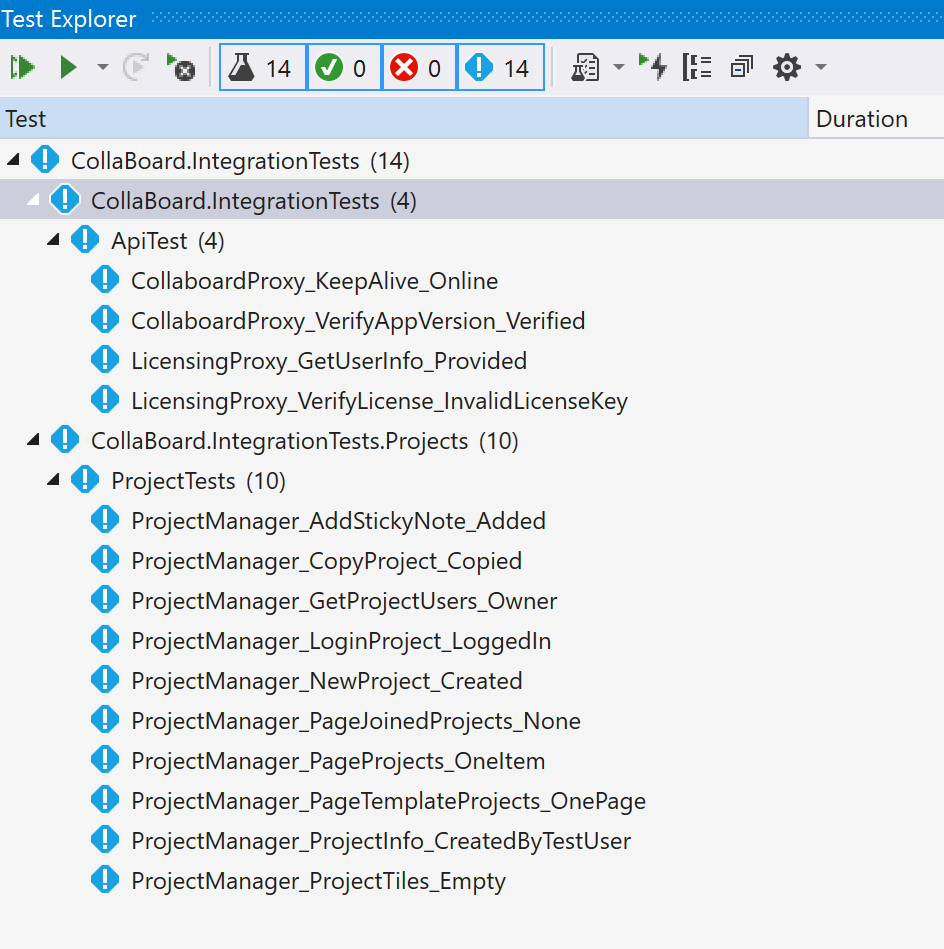 Test Explorer
14 0 0 14
Test Duration
CollaBoard.IntegrationTests (14)
CollaBoard.IntegrationTests (4)
ApiTest (4)
CollaboardProxy_KeepAlive_Online
CollaboardProxy_VerifyAppVersion_Verified
LicensingProxy_GetUserInfo_Provided
LicensingProxy_VerifyLicense_InvalidLicenseKey
CollaBoard.IntegrationTests.Projects (10)
ProjectTests (10)
ProjectManager_AddStickyNote_Added
ProjectManager_CopyProject_Copied
ProjectManager_GetProjectUsers_Owner
ProjectManager_LoginProject_LoggedIn
ProjectManager_NewProject_Created
ProjectManager_PageJoinedProjects_None
ProjectManager_PageProjects_OneItem
ProjectManager_PageTemplateProjects_OnePage
ProjectManager_ProjectInfo_CreatedByTestUser
ProjectManager_ProjectTiles_Empty